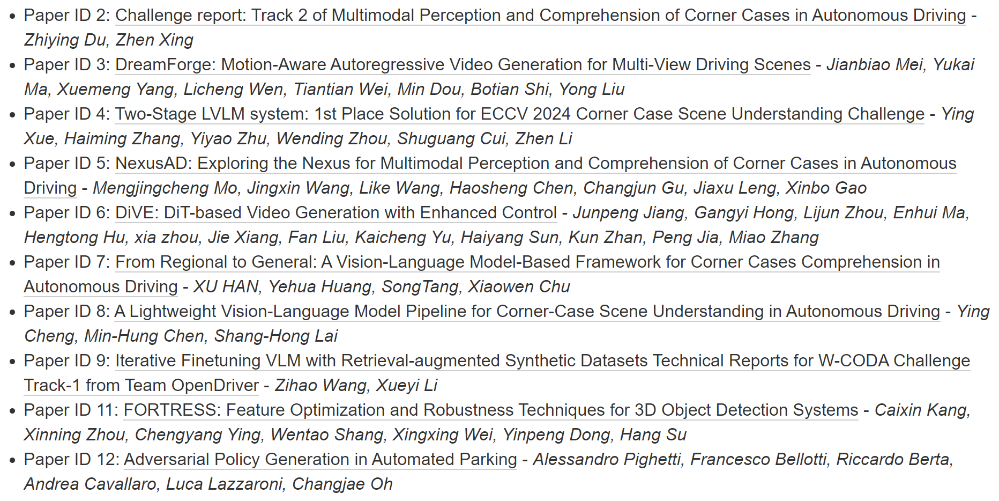 • Paper ID 2: Challenge report: Track 2 of Multimodal Perception and Comprehension of Corner Cases in Autonomous Driving -
Zhiying Du, Zhen Xing
• Paper ID 3: DreamForge: Motion-Aware Autoregressive Video Generation for Multi-View Driving Scenes - Jianbiao Mei, Yukai
Ma, Xuemeng Yang, Licheng Wen, Tiantian Wei, Min Dou, Botian Shi, Yong Liu
• Paper ID 4: Two-Stage LVLM system: 1st Place Solution for ECCV 2024 Corner Case Scene Understanding Challenge - Ying
Xue, Haiming Zhang, Yiyao Zhu, Wending Zhou, Shuguang Cui, Zhen Li
• Paper ID 5: NexusAD: Exploring the Nexus for Multimodal Perception and Comprehension of Corner Cases in Autonomous
Driving - Mengjingcheng Mo, Jingxin Wang, Like Wang, Haosheng Chen, Changjun Gu, Jiaxu Leng, Xinbo Gao
• Paper ID 6: DiVE: DiT-based Video Generation with Enhanced Control - Junpeng Jiang, Gangyi Hong, Lijun Zhou, Enhui Ma,
Hengtong Hu, xia zhou, Jie Xiang, Fan Liu, Kaicheng Yu, Haiyang Sun, Kun Zhan, Peng Jia, Miao Zhang
• Paper ID 7: From Regional to General: A Vision-Language Model-Based Framework for Corner Cases Comprehension in
Autonomous Driving - XU HAN, Yehua Huang, SongTang, Xiaowen Chu
• Paper ID 8: A Lightweight Vision-Language Model Pipeline for Corner-Case Scene Understanding in Autonomous Driving - Ying
Cheng, Min-Hung Chen, Shang-Hong Lai
• Paper ID 9: Iterative Finetuning VLM with Retrieval-augmented Synthetic Datasets Technical Reports for W-CODA Challenge
Track-1 from Team OpenDriver - Zihao Wang, Xueyi Li
• Paper ID 11: FORTRESS: Feature Optimization and Robustness Techniques for 3D Object Detection Systems - Caixin Kang,
Xinning Zhou, Chengyang Ying, Wentao Shang, Xingxing Wei, Yinpeng Dong, Hang Su
• Paper ID 12: Adversarial Policy Generation in Automated Parking - Alessandro Pighetti, Francesco Bellotti, Riccardo Berta,
Andrea Cavallaro, Luca Lazzaroni, Changjae Oh